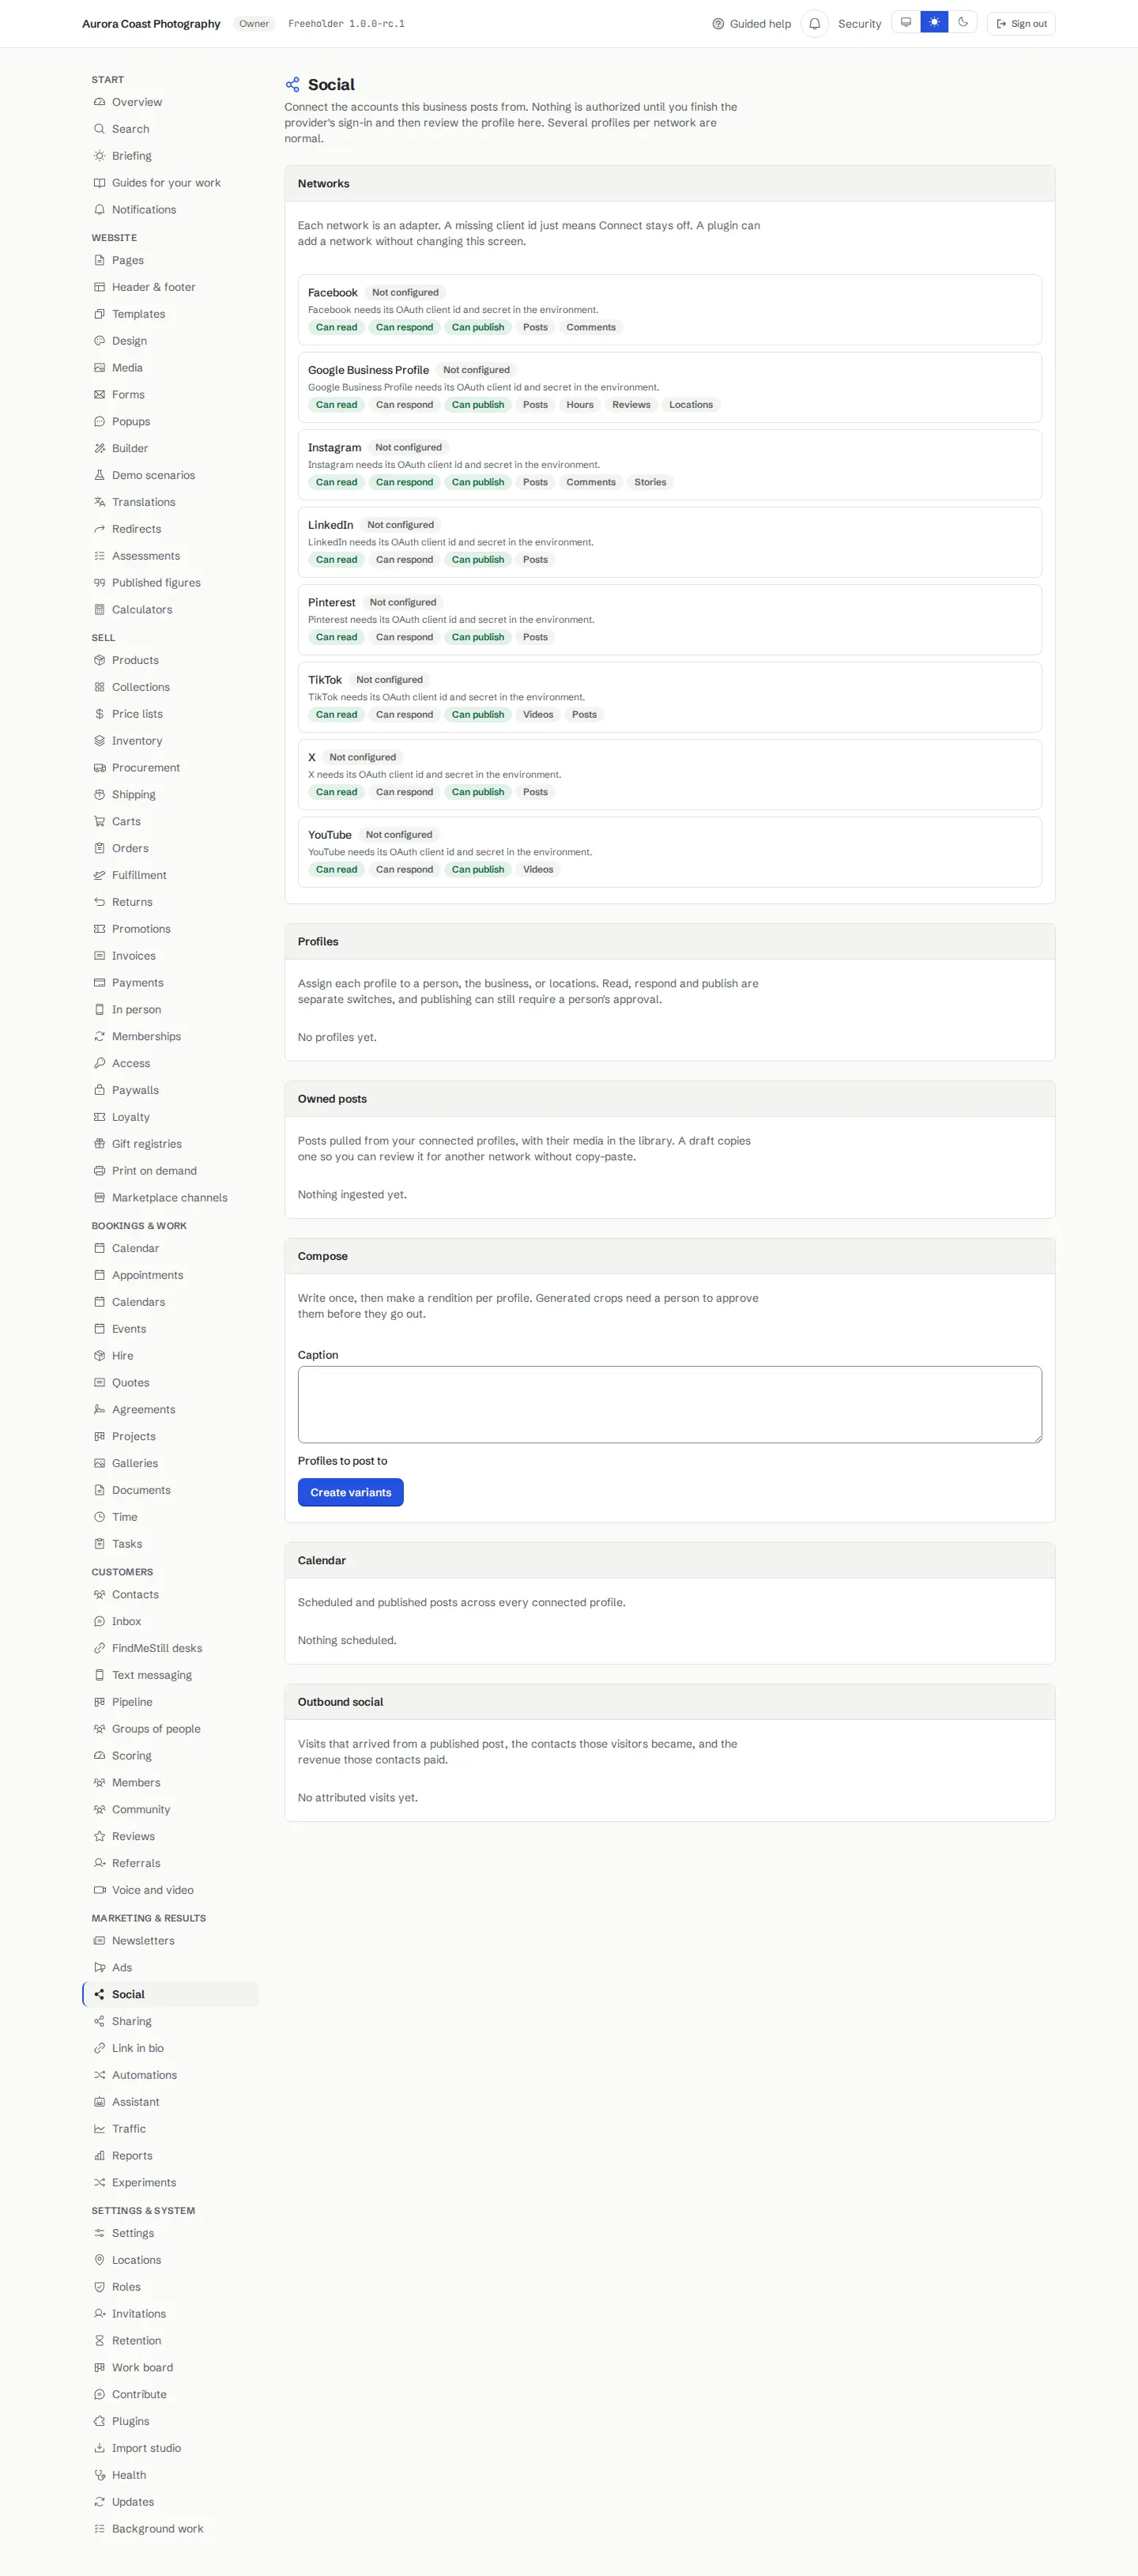 Aurora Coast Photography Owner Freeholder 1.0.0-rc.1 Guided help Security Sign out
START
Overview
Search
Briefing
Guides for your work
Notifications
WEBSITE
Pages
Header & footer
Templates
Design
Media
Forms
Popups
Builder
Demo scenarios
Translations
Redirects
Assessments
Published figures
Calculators
SELL
Products
Collections
Price lists
Inventory
Procurement
Shipping
Carts
Orders
Fulfillment
Returns
Promotions
Invoices
Payments
In person
Memberships
Access
Paywalls
Loyalty
Gift registries
Print on demand
Marketplace channels
BOOKINGS & WORK
Calendar
Appointments
Calendars
Events
Hire
Quotes
Agreements
Projects
Galleries
Documents
Time
Tasks
CUSTOMERS
Contacts
Inbox
FindMeStill desks
Text messaging
Pipeline
Groups of people
Scoring
Members
Community
Reviews
Referrals
Voice and video
MARKETING & RESULTS
Newsletters
Ads
Social
Sharing
Link in bio
Automations
Assistant
Traffic
Reports
Experiments
SETTINGS & SYSTEM
Settings
Locations
Roles
Invitations
Retention
Work board
Contribute
Plugins
Import studio
Health
Updates
Background work
Social
Connect the accounts this business posts from. Nothing is authorized until you finish the
provider's sign-in and then review the profile here. Several profiles per network are
normal.
Networks
Each network is an adapter. A missing client id just means Connect stays off. A plugin can
add a network without changing this screen.
Facebook Not configured
Facebook needs its OAuth client id and secret in the environment.
Can read Can respond Can publish Posts Comments
Google Business Profile Not configured
Google Business Profile needs its OAuth client id and secret in the environment.
Can read Can respond Can publish Posts Hours Reviews Locations
Instagram Not configured
Instagram needs its OAuth client id and secret in the environment.
Can read Can respond Can publish Posts Comments Stories
LinkedIn Not configured
LinkedIn needs its OAuth client id and secret in the environment.
Can read Can respond Can publish Posts
Pinterest Not configured
Pinterest needs its OAuth client id and secret in the environment.
Can read Can respond Can publish Posts
TikTok Not configured
TikTok needs its OAuth client id and secret in the environment.
Can read Can respond Can publish Videos Posts
X Not configured
X needs its OAuth client id and secret in the environment.
Can read Can respond Can publish Posts
YouTube Not configured
YouTube needs its OAuth client id and secret in the environment.
Can read Can respond Can publish Videos
Profiles
Assign each profile to a person, the business, or locations. Read, respond and publish are
separate switches, and publishing can still require a person's approval.
No profiles yet.
Owned posts
Posts pulled from your connected profiles, with their media in the library. A draft copies
one so you can review it for another network without copy-paste.
Nothing ingested yet.
Compose
Write once, then make a rendition per profile. Generated crops need a person to approve
them before they go out.
Caption
Profiles to post to
Create variants
Calendar
Scheduled and published posts across every connected profile.
Nothing scheduled.
Outbound social
Visits that arrived from a published post, the contacts those visitors became, and the
revenue those contacts paid.
No attributed visits yet.